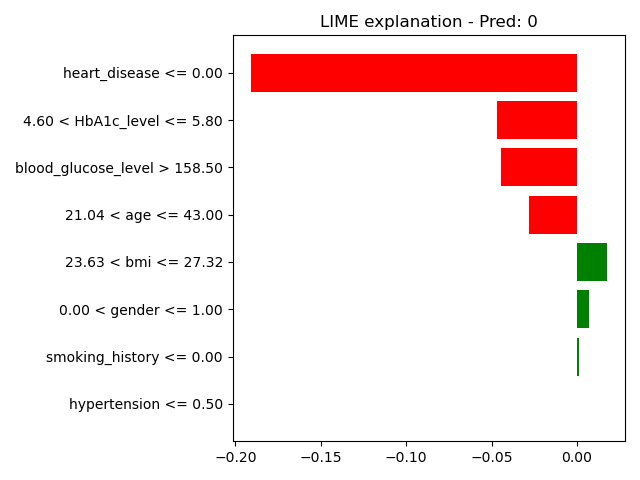 LIME explanation - Pred: 0
heart_disease <= 0.00
4.60 < HbA1c_level <= 5.80
blood_glucose_level > 158.50
21.04 < age <= 43.00
23.63 < bmi <= 27.32
0.00 < gender <= 1.00
smoking_history <= 0.00
hypertension <= 0.50
−0.20 −0.15 −0.10 −0.05 0.00